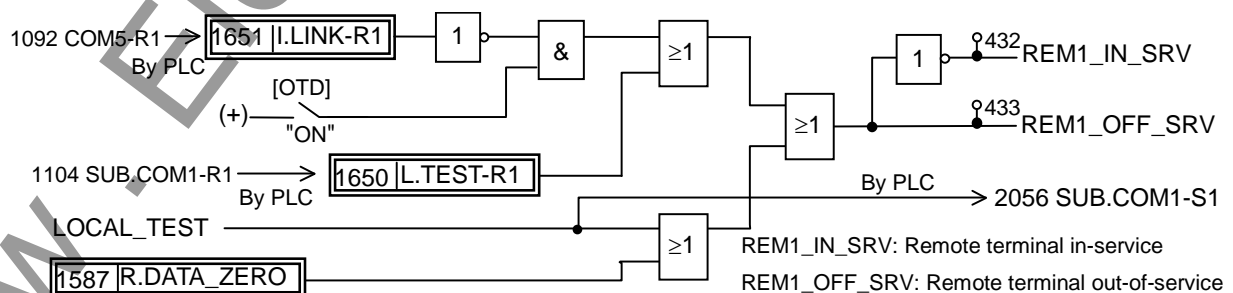 1092 COM5-R1
1651 I.LINK-R1
1
&
≥1
≥1
1
432
REM1_IN_SRV
By PLC
[OTD]
(+)
"ON"
433
REM1_OFF_SRV
1104 SUB.COM1-R1
By PLC
1650 L.TEST-R1
By PLC
2056 SUB.COM1-S1
LOCAL_TEST
≥1
REM1_IN_SRV: Remote terminal in-service
1587 R.DATA_ZERO
REM1_OFF_SRV: Remote terminal out-of-service